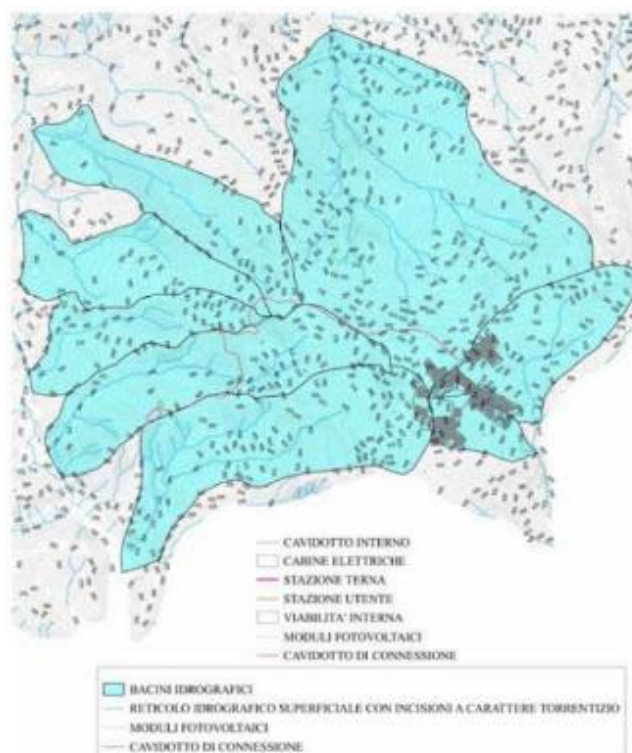 CAVIDOTTO INTERNO
CABINE ELETTRICHE
STAZIONE TERNA
STAZIONE UTENTE
VIABILITA' INTERNA
MODULI FOTOVOLTAICI
CAVIDOTTO DI CONNESSIONE
BACINI IDROGRAFICI
RETICOLO IDROGRAFICO SUPERFICIALE CON INCISIONI A CARATTERE TORRENTIZIO
MODULI FOTOVOLTAICI
CAVIDOTTO DI CONNESSIONE